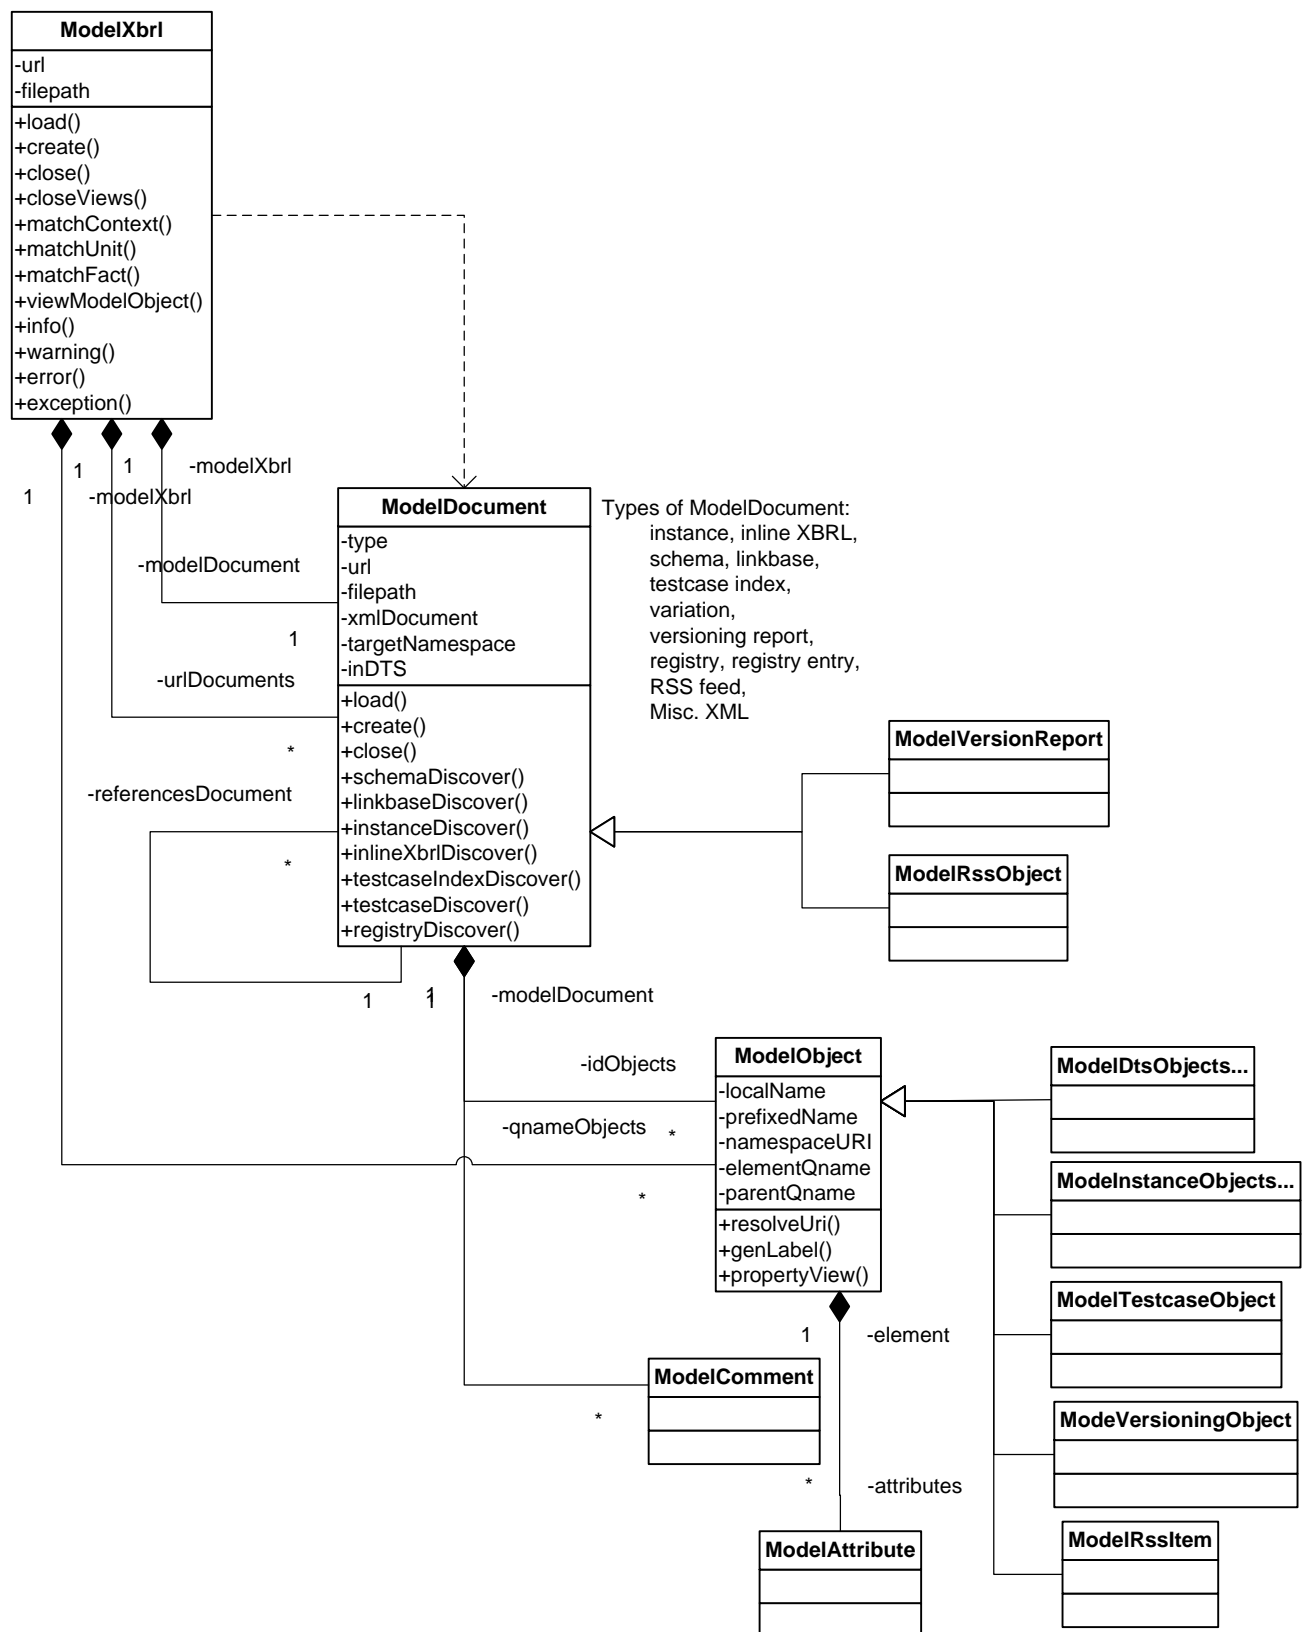 ModelXbrl
-url
-filepath
+load()
+create()
+close()
+closeViews()
+matchContext()
+matchUnit()
+matchFact()
+viewModelObject()
+info()
+warning()
+error()
+exception()
1
1
1
-modelXbrl
-modelXbrl
-modelDocument
1
-urlDocuments
*
-referencesDocument
*
ModelDocument
-type
-url
-filepath
-xmlDocument
-targetNamespace
-inDTS
+load()
+create()
+close()
+schemaDiscover()
+linkbaseDiscover()
+instanceDiscover()
+inlineXbrlDiscover()
+testcaseIndexDiscover()
+testcaseDiscover()
+registryDiscover()
Types of ModelDocument:
instance, inline XBRL,
schema, linkbase,
testcase index,
variation,
versioning report,
registry, registry entry,
RSS feed,
Misc. XML
ModelVersionReport
ModelRssObject
1
1
1
-modelDocument
-idObjects
*
-qnameObjects
*
ModelObject
-localName
-prefixedName
-namespaceURI
-elementQname
-parentQname
+resolveUri()
+genLabel()
+propertyView()
ModelDtsObjects...
ModeInstanceObjects...
ModelTestcaseObject
ModeVersioningObject
ModelRssItem
1
-element
ModelComment
*
*
-attributes
ModelAttribute